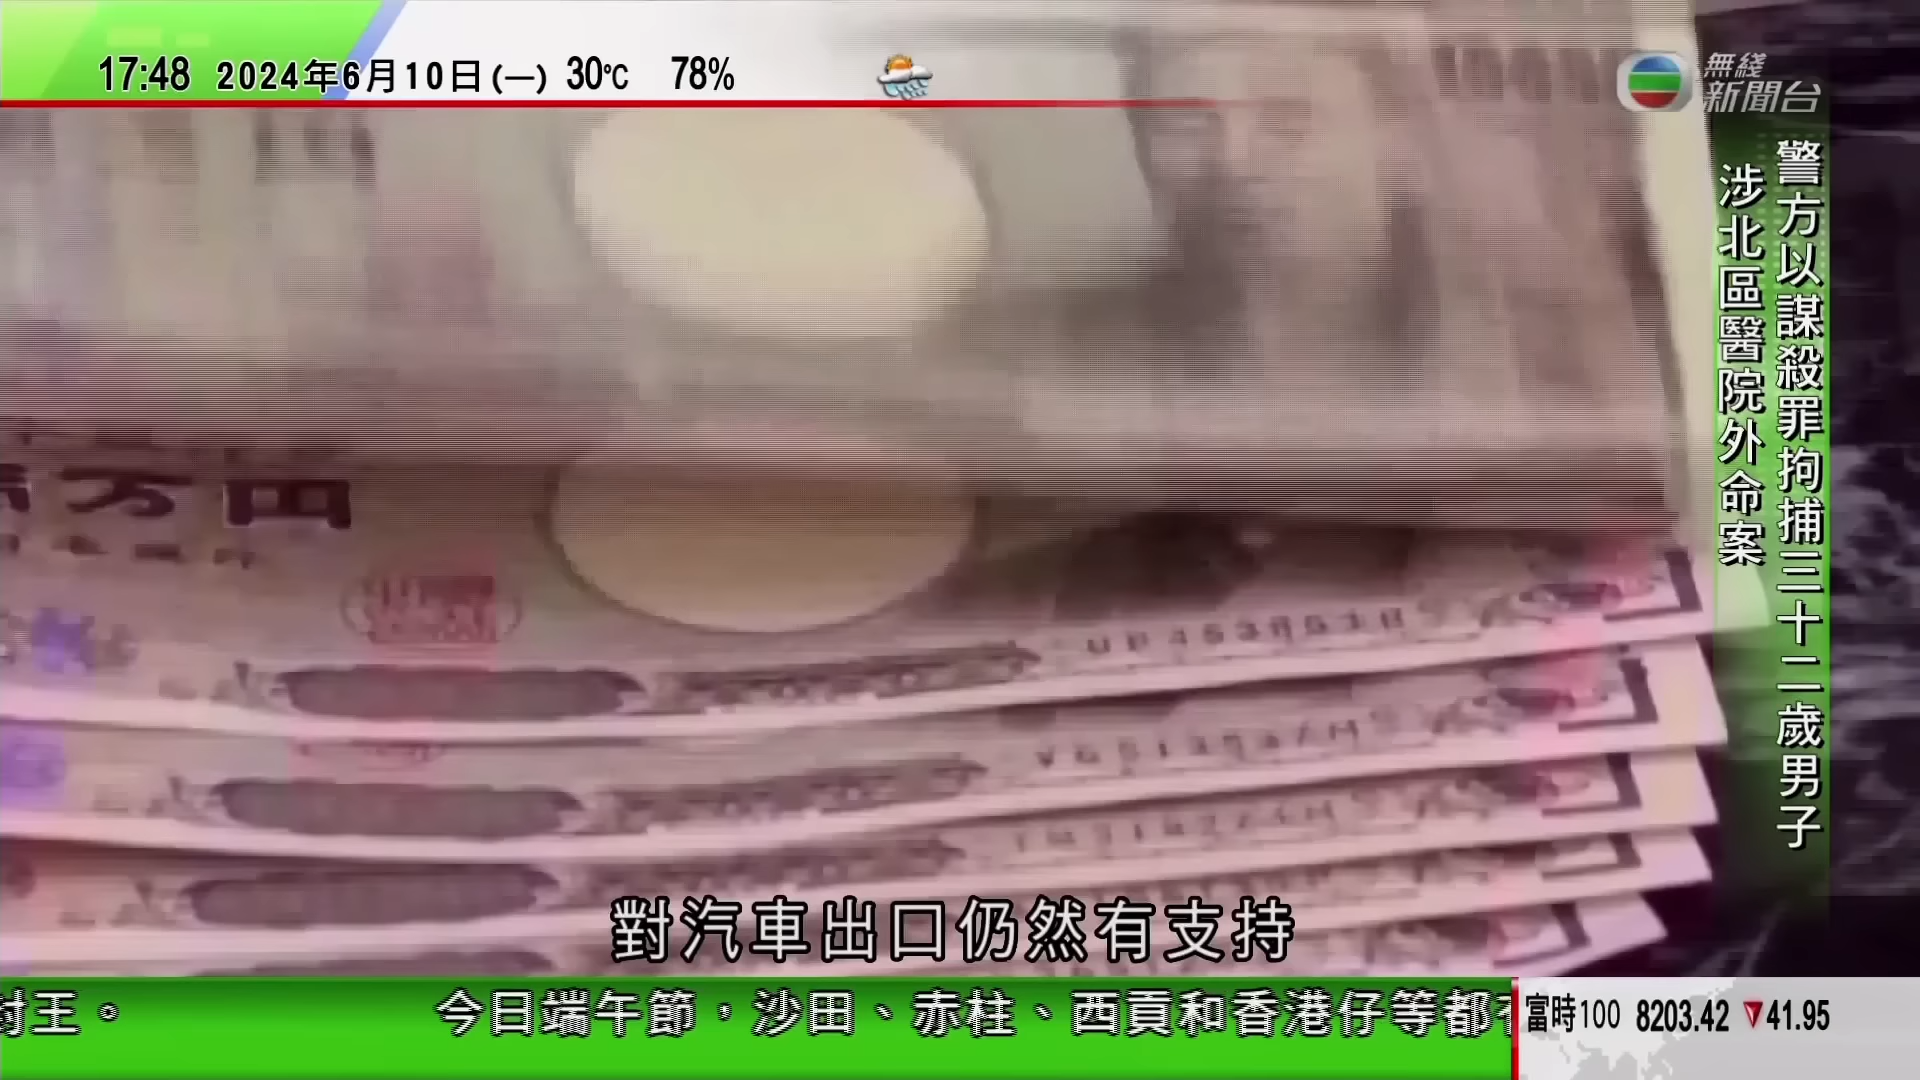 17:48 2024年6月10日(一) 30℃ 78%
無綫
新聞台
警方以謀殺罪拘捕三十二歲男子
涉北區醫院外命案
万円
對汽車出口仍然有支持
封王。 今日端午節，沙田、赤柱、西貢和香港仔等都
富時100 8203.42 ▼41.95